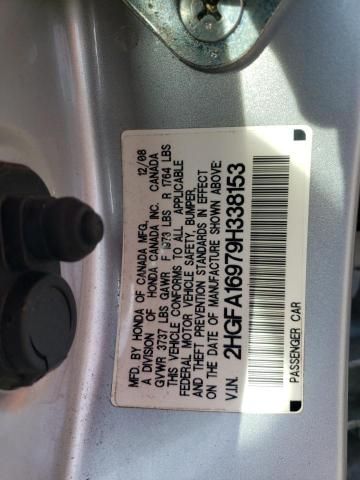 MFD. BY HONDA OF CANADA MFG. 12/08
A DIVISION OF HONDA CANADA INC. CANADA
GVWR 3737 LBS GAWR F 1973 LBS R 1764 LBS
THIS VEHICLE CONFORMS TO ALL APPLICABLE
FEDERAL MOTOR VEHICLE SAFETY, BUMPER,
AND THEFT PREVENTION STANDARDS IN EFFECT
ON THE DATE OF MANUFACTURE SHOWN ABOVE.
V.I.N. 2HGFA16979H338153
PASSENGER CAR